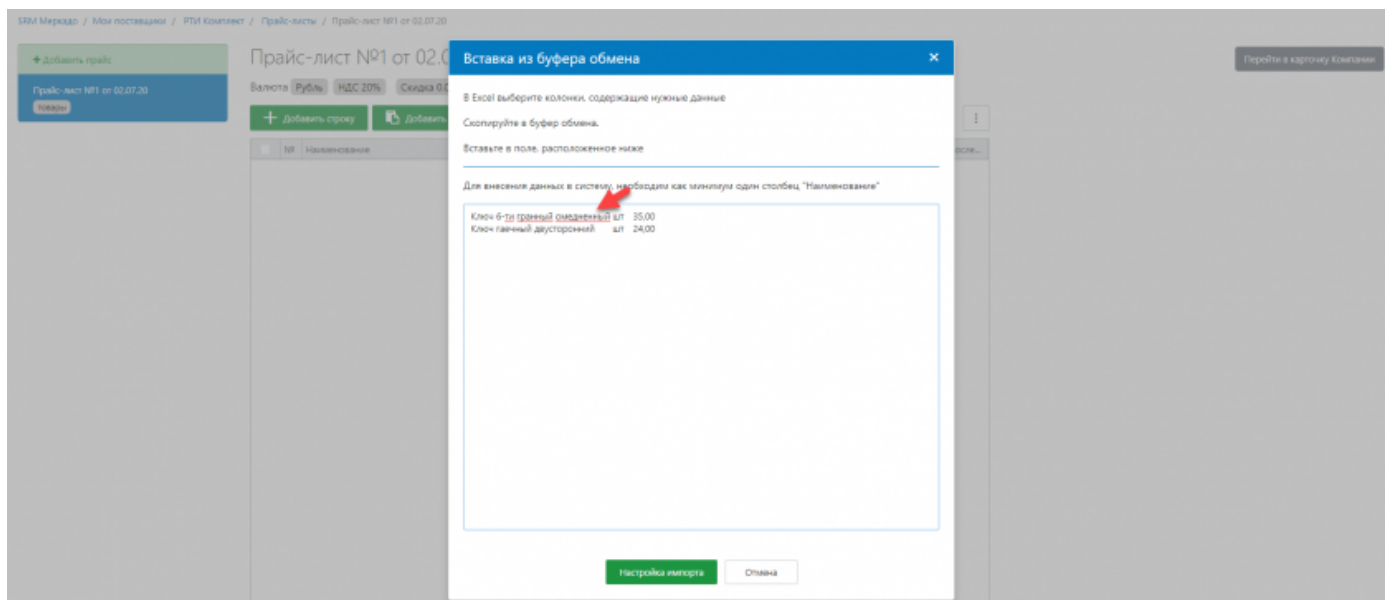 SRM Меркадо / Мои поставщики / РТИ Комплект / Прайс-листы / Прайс-лист №1 от 02.07.20
+ Добавить прайс
Прайс-лист №1 от 02.07.20
товары
Прайс-лист №1 от 02.0
Перейти в карточку Компании
Валюта Рубль НДС 20% Скидка 0.0
+ Добавить строку Добавить
№ Наименование
осле...
Вставка из буфера обмена ×
В Excel выберите колонки, содержащие нужные данные
Скопируйте в буфер обмена.
Вставьте в поле, расположенное ниже
Для внесения данных в систему, необходим как минимум один столбец "Наименование"
Ключ 6-ти гранный омедненный шт 35,00
Ключ гаечный двусторонний шт 24,00
Настройка импорта Отмена